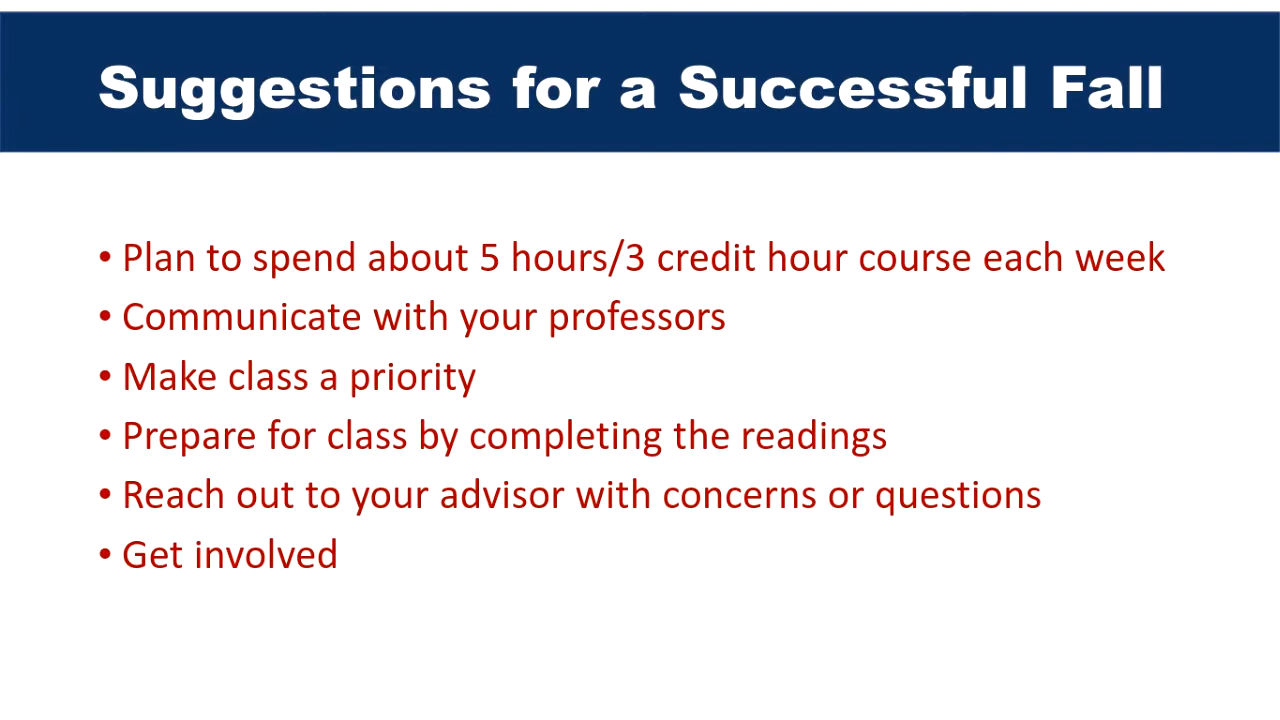 Suggestions for a Successful Fall
• Plan to spend about 5 hours/3 credit hour course each week
• Communicate with your professors
• Make class a priority
• Prepare for class by completing the readings
• Reach out to your advisor with concerns or questions
• Get involved